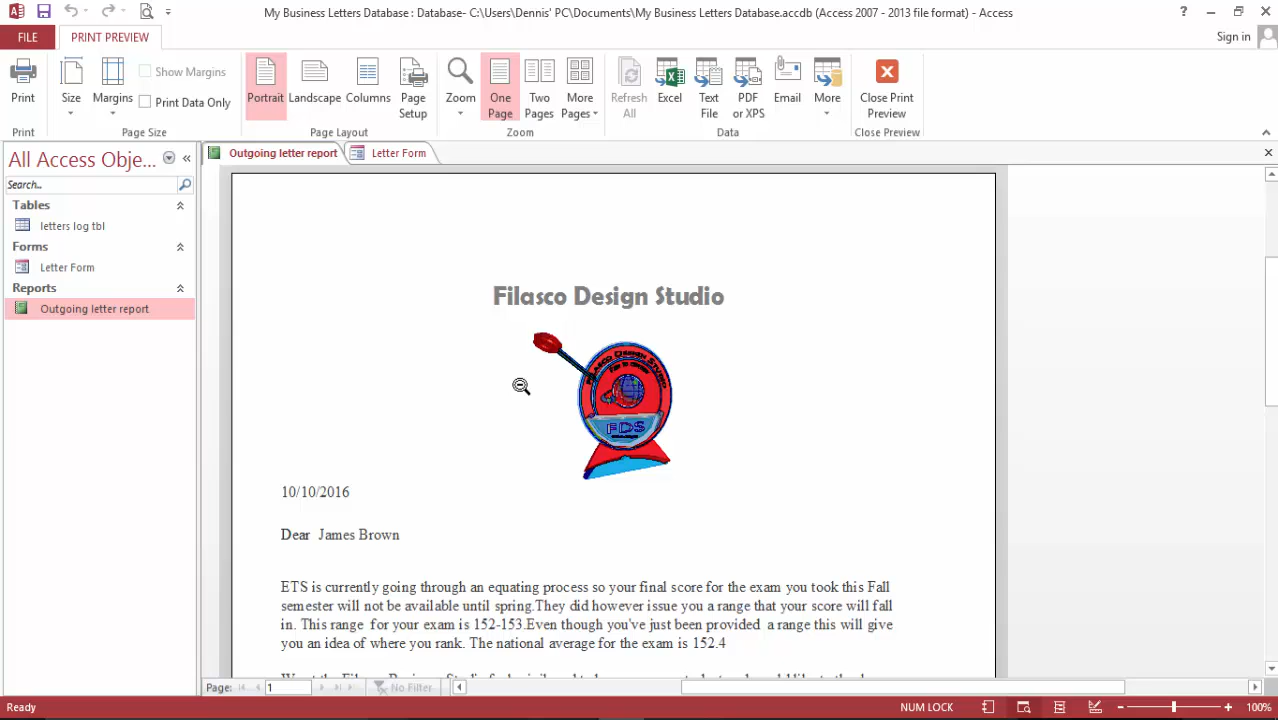 My Business Letters Database : Database- C:\Users\Dennis' PC\Documents\My Business Letters Database.accdb (Access 2007 - 2013 file format) - Access
?
FILE
PRINT PREVIEW
Sign in
Print
Size
Margins
Show Margins
Print Data Only
Portrait
Landscape
Columns
Page Setup
Zoom
One Page
Two Pages
More Pages
Refresh All
Excel
Text File
PDF or XPS
Email
More
Close Print Preview
Print
Page Size
Page Layout
Zoom
Data
Close Preview
All Access Obje...
Search...
Tables
letters log tbl
Forms
Letter Form
Reports
Outgoing letter report
Outgoing letter report
Letter Form
Filasco Design Studio
FILASCO DESIGN STUDIO
FDS
10/10/2016
Dear James Brown
ETS is currently going through an equating process so your final score for the exam you took this Fall
semester will not be available until spring.They did however issue you a range that your score will fall
in. This range for your exam is 152-153.Even though you've just been provided a range this will give
you an idea of where you rank. The national average for the exam is 152.4
Page:
1
No Filter
Ready
NUM LOCK
100%